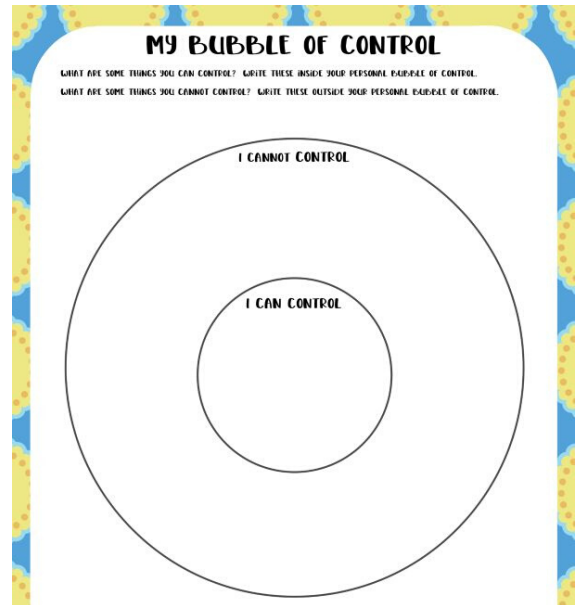 MY BUBBLE OF CONTROL
WHAT ARE SOME THINGS YOU CAN CONTROL? WRITE THESE INSIDE YOUR PERSONAL BUBBLE OF CONTROL.
WHAT ARE SOME THINGS YOU CANNOT CONTROL? WRITE THESE OUTSIDE YOUR PERSONAL BUBBLE OF CONTROL.
I CANNOT CONTROL
I CAN CONTROL